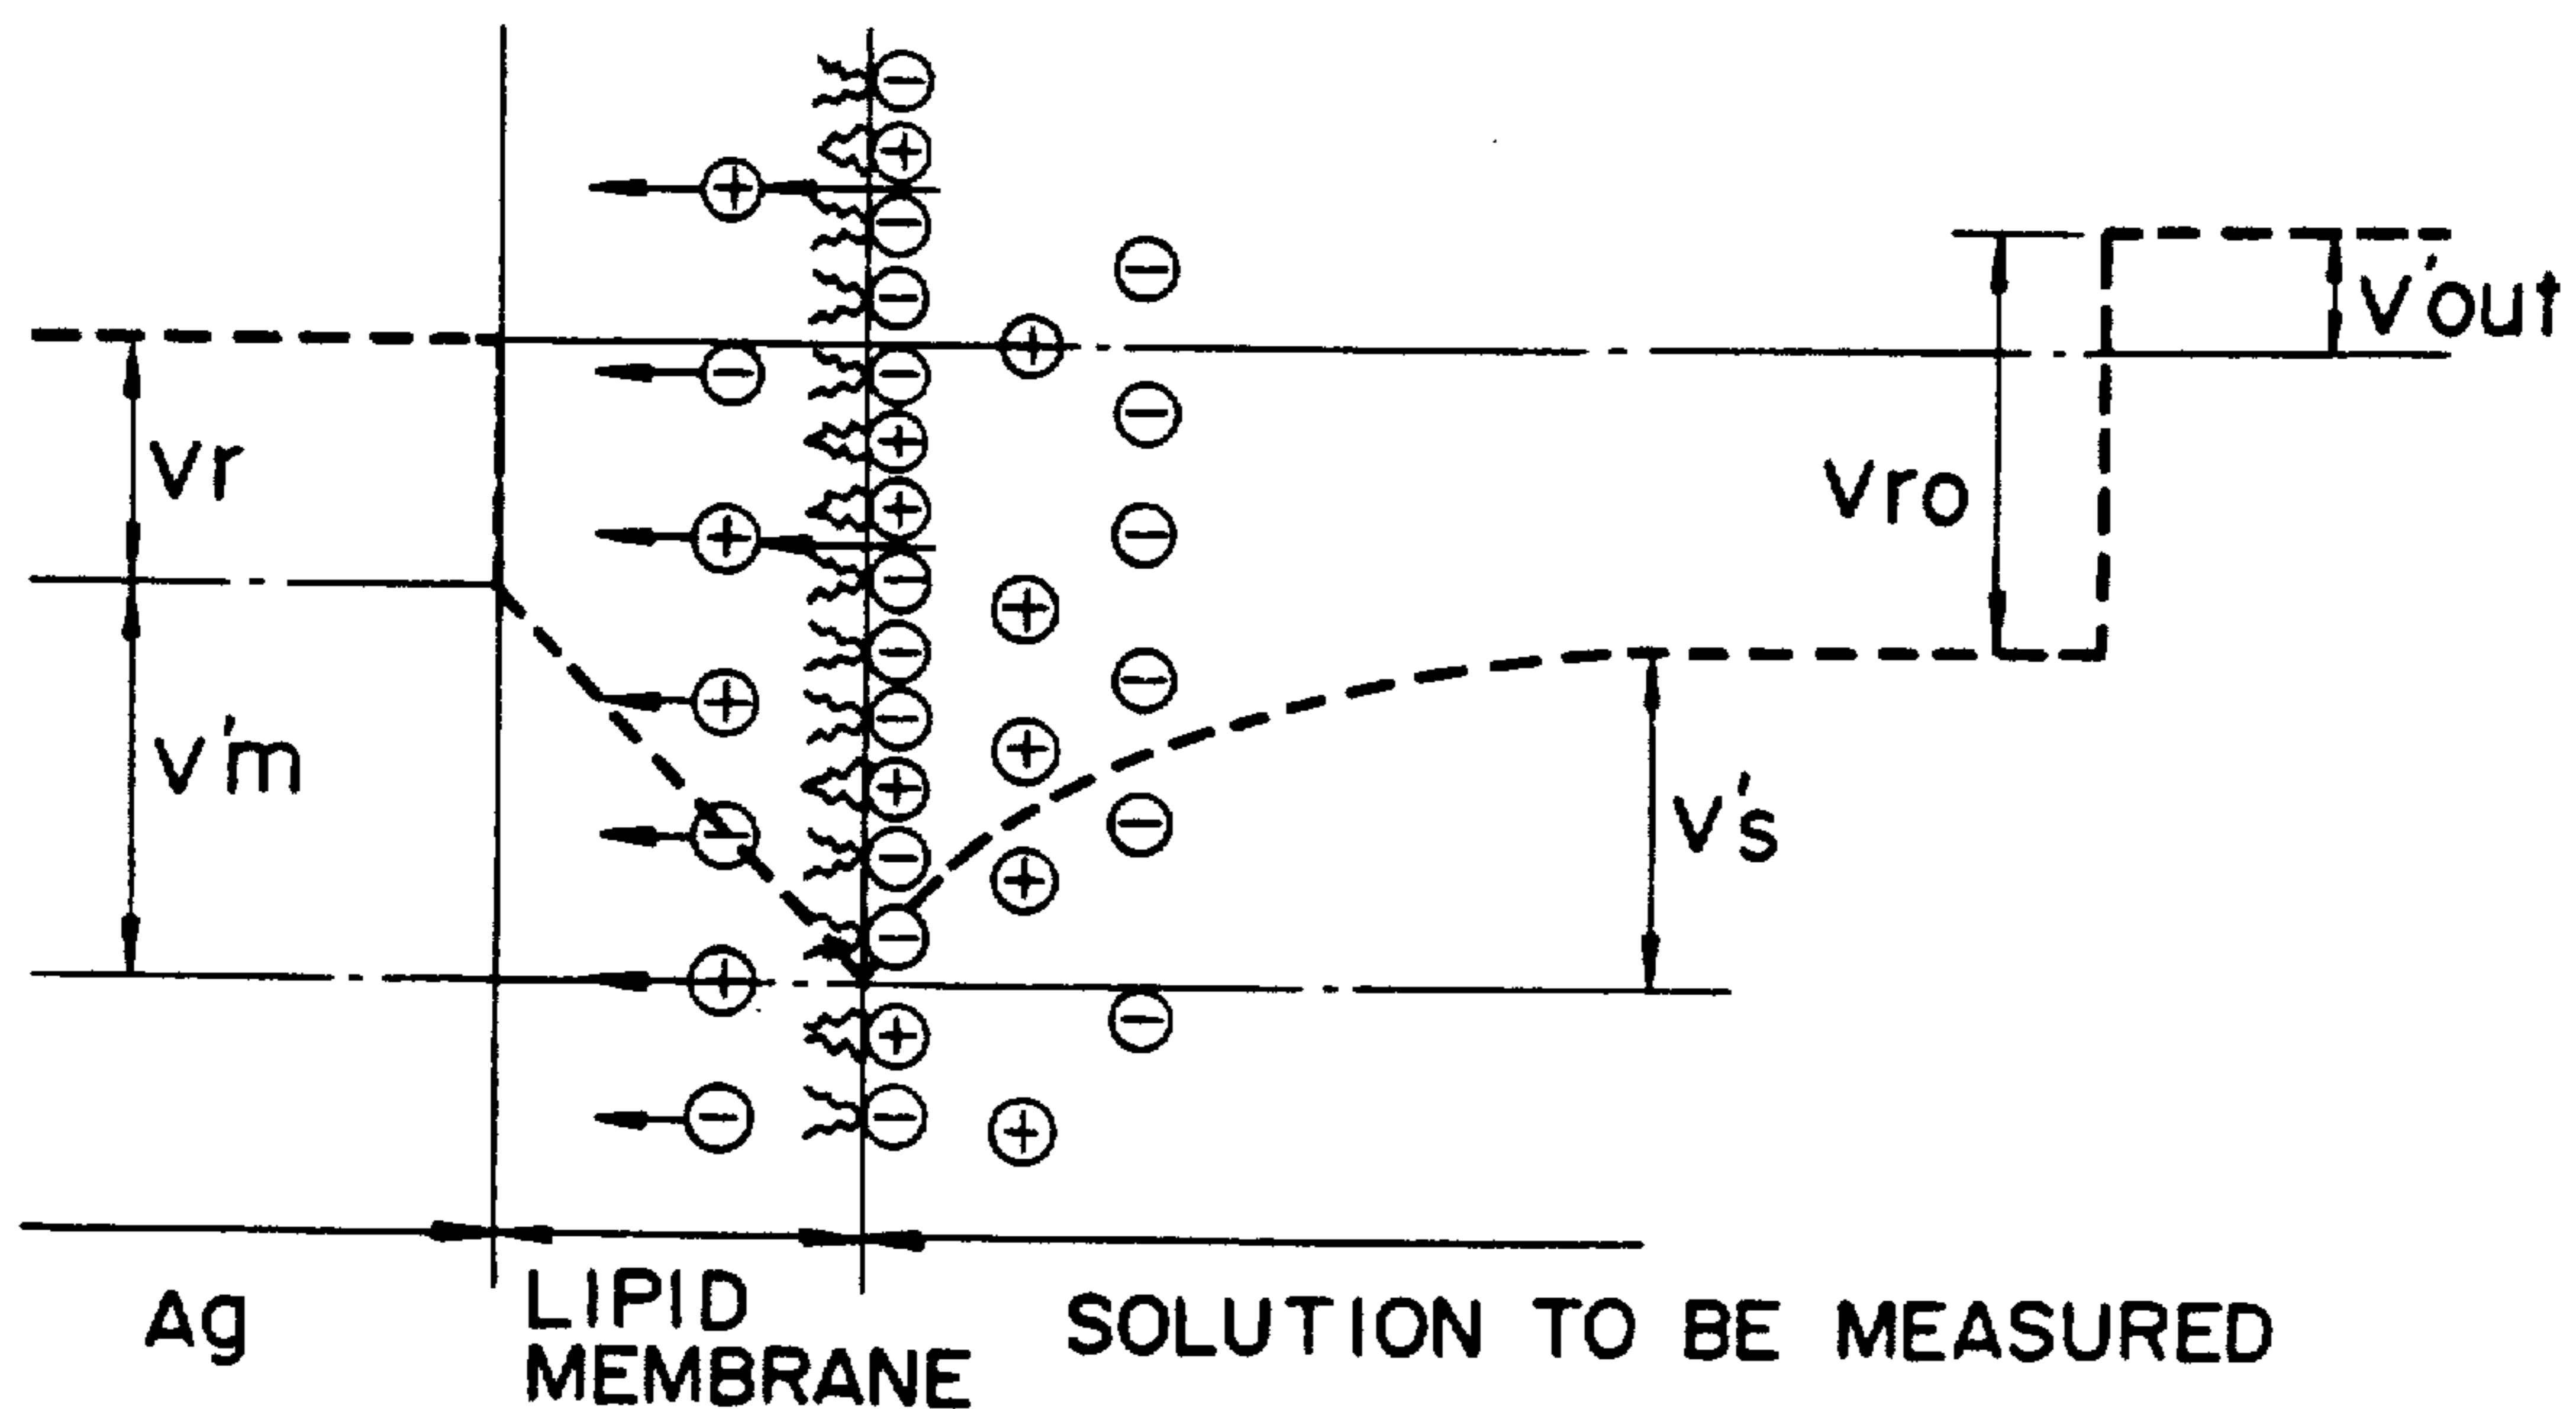 V'out
Vr
Vro
V'm
V's
Ag
LIPID
MEMBRANE
SOLUTION TO BE MEASURED